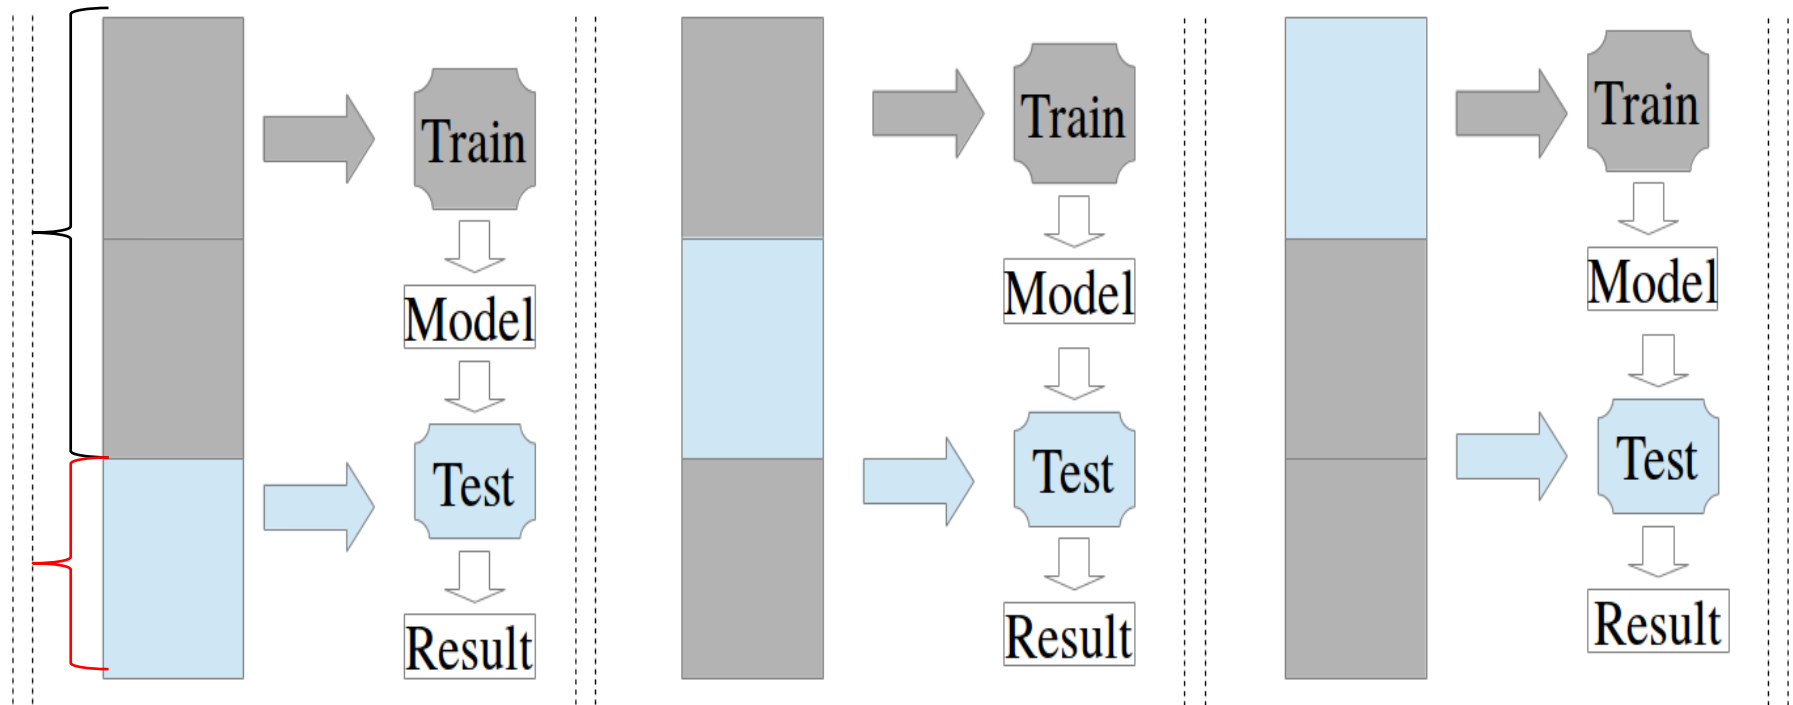 Train
Model
Test
Result
Train
Model
Test
Result
Train
Model
Test
Result